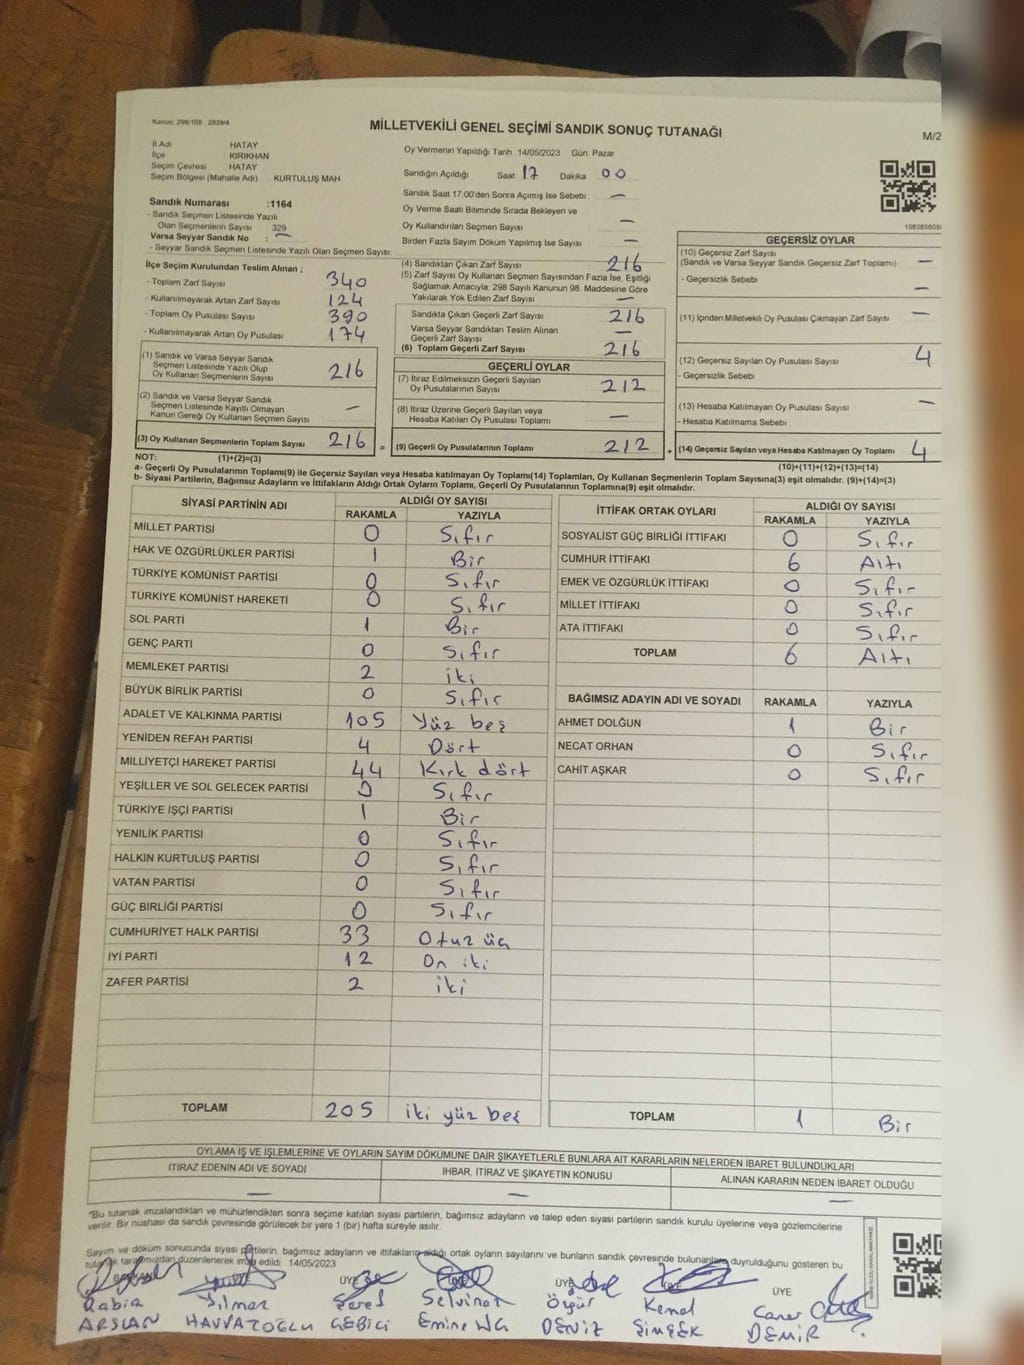 Kanun: 298/105 , 2839/4
MİLLETVEKİLİ GENEL SEÇİMİ SANDIK SONUÇ TUTANAĞI
M/2
İl Adı HATAY
İlçe KIRIKHAN
Seçim Çevresi HATAY
Seçim Bölgesi (Mahalle Adı) KURTULUŞ MAH.
Oy Vermenin Yapıldığı Tarih :14/05/2023 Gün: Pazar
Sandığın Açıldığı Saat 17 Dakika 00
Sandık Saat 17:00'den Sonra Açımış İse Sebebi —
Oy Verme Saati Bitiminde Sırada Bekleyen ve
Oy Kullandırılan Seçmen Sayısı —
Birden Fazla Sayım Döküm Yapılmış İse Sayısı —
Sandık Numarası :1164
- Sandık Seçmen Listesinde Yazılı
Olan Seçmenlerin Sayısı 329
Varsa Seyyar Sandık No : —
- Seyyar Sandık Seçmen Listesinde Yazılı Olan Seçmen Sayısı:
İlçe Seçim Kurulundan Teslim Alınan ;
- Toplam Zarf Sayısı 340
- Kullanılmayarak Artan Zarf Sayısı 124
- Toplam Oy Pusulası Sayısı 390
- Kullanılmayarak Artan Oy Pusulası 174
(1) Sandık ve Varsa Seyyar Sandık
Seçmen Listesinde Yazılı Olup
Oy Kullanan Seçmenlerin Sayısı 216
(2) Sandık ve Varsa Seyyar Sandık
Seçmen Listesinde Kayıtlı Olmayan
Kanun Gereği Oy Kullanan Seçmen Sayısı —
(3) Oy Kullanan Seçmenlerin Toplam Sayısı 216 =
(4) Sandıktan Çıkan Zarf Sayısı 216
(5) Zarf Sayısı Oy Kullanan Seçmen Sayısından Fazla İse, Eşitliği
Sağlamak Amacıyla, 298 Sayılı Kanunun 98. Maddesine Göre
Yakılarak Yok Edilen Zarf Sayısı —
Sandıkta Çıkan Geçerli Zarf Sayısı 216
Varsa Seyyar Sandıktan Teslim Alınan
Geçerli Zarf Sayısı —
(6) Toplam Geçerli Zarf Sayısı 216
GEÇERLİ OYLAR
(7) İtiraz Edilmeksizin Geçerli Sayılan
Oy Pusulalarının Sayısı 212
(8) İtiraz Üzerine Geçerli Sayılan veya
Hesaba Katılan Oy Pusulası Toplamı —
(9) Geçerli Oy Pusulalarının Toplamı 212 +
GEÇERSİZ OYLAR
(10) Geçersiz Zarf Sayısı
(Sandık ve Varsa Seyyar Sandık Geçersiz Zarf Toplamı) —
- Geçersizlik Sebebi —
(11) İçinden Milletvekili Oy Pusulası Çıkmayan Zarf Sayısı —
(12) Geçersiz Sayılan Oy Pusulası Sayısı 4
- Geçersizlik Sebebi
(13) Hesaba Katılmayan Oy Pusulası Sayısı —
- Hesaba Katılmama Sebebi
(14) Geçersiz Sayılan veya Hesaba Katılmayan Oy Toplamı 4
NOT: (1)+(2)=(3)
(10)+(11)+(12)+(13)=(14)
a- Geçerli Oy Pusulalarının Toplamı(9) ile Geçersiz Sayılan veya Hesaba katılmayan Oy Toplamı(14) Toplamları, Oy Kullanan Seçmenlerin Toplam Sayısına(3) eşit olmalıdır. (9)+(14)=(3)
b- Siyasi Partilerin, Bağımsız Adayların ve İttifakların Aldığı Ortak Oyların Toplamı, Geçerli Oy Pusulalarının Toplamına(9) eşit olmalıdır.
SİYASİ PARTİNİN ADI ALDIĞI OY SAYISI
RAKAMLA YAZIYLA
MİLLET PARTİSİ 0 Sıfır
HAK VE ÖZGÜRLÜKLER PARTİSİ 1 Bir
TÜRKİYE KOMÜNİST PARTİSİ 0 Sıfır
TÜRKİYE KOMÜNİST HAREKETİ 0 Sıfır
SOL PARTİ 1 Bir
GENÇ PARTİ 0 Sıfır
MEMLEKET PARTİSİ 2 iki
BÜYÜK BİRLİK PARTİSİ 0 Sıfır
ADALET VE KALKINMA PARTİSİ 105 Yüz beş
YENİDEN REFAH PARTİSİ 4 Dört
MİLLİYETÇİ HAREKET PARTİSİ 44 Kırk dört
YEŞİLLER VE SOL GELECEK PARTİSİ 0 Sıfır
TÜRKİYE İŞÇİ PARTİSİ 1 Bir
YENİLİK PARTİSİ 0 Sıfır
HALKIN KURTULUŞ PARTİSİ 0 Sıfır
VATAN PARTİSİ 0 Sıfır
GÜÇ BİRLİĞİ PARTİSİ 0 Sıfır
CUMHURİYET HALK PARTİSİ 33 Otuz üç
İYİ PARTİ 12 On iki
ZAFER PARTİSİ 2 iki
TOPLAM 205 iki yüz beş
İTTİFAK ORTAK OYLARI ALDIĞI OY SAYISI
RAKAMLA YAZIYLA
SOSYALİST GÜÇ BİRLİĞİ İTTİFAKI 0 Sıfır
CUMHUR İTTİFAKI 6 Altı
EMEK VE ÖZGÜRLÜK İTTİFAKI 0 Sıfır
MİLLET İTTİFAKI 0 Sıfır
ATA İTTİFAKI 0 Sıfır
TOPLAM 6 Altı
BAĞIMSIZ ADAYIN ADI VE SOYADI RAKAMLA YAZIYLA
AHMET DOLĞUN 1 Bir
NECAT ORHAN 0 Sıfır
CAHİT AŞKAR 0 Sıfır
TOPLAM 1 Bir
OYLAMA İŞ VE İŞLEMLERİNE VE OYLARIN SAYIM DÖKÜMÜNE DAİR ŞİKAYETLERLE BUNLARA AİT KARARLARIN NELERDEN İBARET BULUNDUKLARI
İTİRAZ EDENİN ADI VE SOYADI İHBAR, İTİRAZ VE ŞİKAYETİN KONUSU ALINAN KARARIN NEDEN İBARET OLDUĞU
— — —
*Bu tutanak imzalandıktan ve mühürlendikten sonra seçime katılan siyasi partilerin, bağımsız adayların ve talep eden siyasi partilerin sandık kurulu üyelerine veya gözlemcilerine
verilir. Bir nüshası da sandık çevresinde görülecek bir yere 1 (bir) hafta süreyle asılır.
Sayım ve döküm sonucunda siyasi partilerin, bağımsız adayların ve ittifakların aldığı ortak oyların sayılarını ve bunların sandık çevresinde bulunanlara duyrulduğunu gösteren bu
tutanak tarafımızdan düzenlenerek imza edildi 14/05/2023
BAŞKAN ÜYE ÜYE ÜYE ÜYE
Rabia Yılmaz Şeref Selvinaz Özgür Kemal Caner
ARSLAN HAVVATOĞLU GEBİCİ DENİZ ŞİMŞEK DEMİR